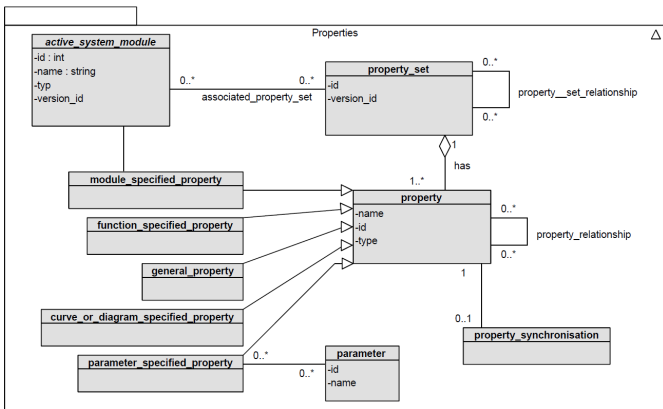 Properties
active_system_module
-id : int
-name : string
-typ
-version_id
0..*
0..*
associated_property_set
property_set
-id
-version_id
0..*
property__set_relationship
0..*
1
has
1..*
module_specified_property
property
-name
-id
-type
0..*
property_relationship
0..*
function_specified_property
general_property
1
curve_or_diagram_specified_property
0..1
property_synchronisation
parameter_specified_property
0..*
0..*
parameter
-id
-name